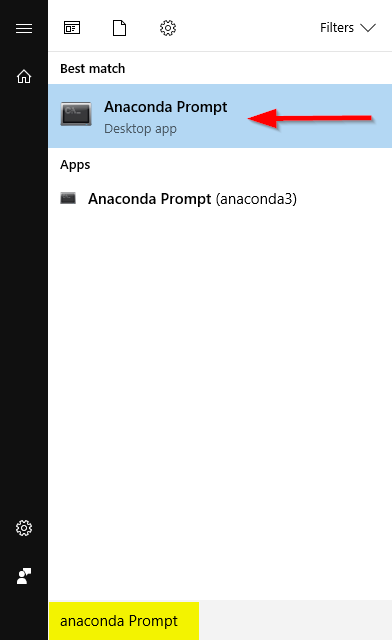 Filters
Best match
Anaconda Prompt
Desktop app
Apps
Anaconda Prompt (anaconda3)
anaconda Prompt